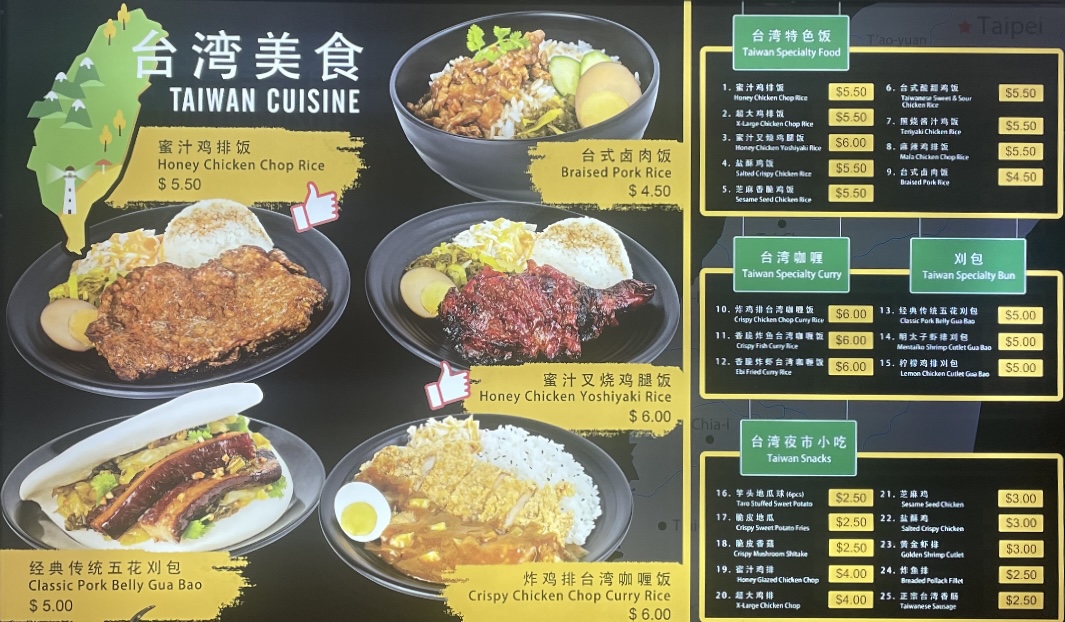 台湾美食
TAIWAN CUISINE
蜜汁鸡排饭
Honey Chicken Chop Rice
$ 5.50
台式卤肉饭
Braised Pork Rice
$ 4.50
蜜汁叉烧鸡腿饭
Honey Chicken Yoshiyaki Rice
$ 6.00
经典传统五花刈包
Classic Pork Belly Gua Bao
$ 5.00
炸鸡排台湾咖喱饭
Crispy Chicken Chop Curry Rice
$ 6.00
Taipei
T'ao-yuan
台湾特色饭
Taiwan Specialty Food
1. 蜜汁鸡排饭 $5.50
Honey Chicken Chop Rice
2. 超大鸡排饭 $5.50
X-Large Chicken Chop Rice
3. 蜜汁叉烧鸡腿饭 $6.00
Honey Chicken Yoshiyaki Rice
4. 盐酥鸡饭 $5.50
Salted Crispy Chicken Rice
5. 芝麻香脆鸡饭 $5.50
Sesame Seed Chicken Rice
6. 台式酸甜鸡饭 $5.50
Taiwanese Sweet & Sour
Chicken Rice
7. 照烧酱汁鸡饭 $5.50
Teriyaki Chicken Rice
8. 麻辣鸡排饭 $5.50
Mala Chicken Chop Rice
9. 台式卤肉饭 $4.50
Braised Pork Rice
台湾咖喱
Taiwan Specialty Curry
10. 炸鸡排台湾咖喱饭 $6.00
Crispy Chicken Chop Curry Rice
11. 香脆炸鱼台湾咖喱饭 $6.00
Crispy Fish Curry Rice
12. 香脆炸虾台湾咖喱饭 $6.00
Ebi Fried Curry Rice
刈包
Taiwan Specialty Bun
13. 经典传统五花刈包 $5.00
Classic Pork Belly Gua Bao
14. 明太子虾排刈包 $5.00
Mentaiko Shrimp Cutlet Gua Bao
15. 柠檬鸡排刈包 $5.00
Lemon Chicken Cutlet Gua Bao
Chia-i
台湾夜市小吃
Taiwan Snacks
16. 芋头地瓜球 (6pcs) $2.50
Taro Stuffed Sweet Potato
17. 脆皮地瓜 $2.50
Crispy Sweet Potato Fries
18. 脆皮香菇 $2.50
Crispy Mushroom Shitake
19. 蜜汁鸡排 $4.00
Honey Glazed Chicken Chop
20. 超大鸡排 $4.00
X-Large Chicken Chop
21. 芝麻鸡 $3.00
Sesame Seed Chicken
22. 盐酥鸡 $3.00
Salted Crispy Chicken
23. 黄金虾排 $3.00
Golden Shrimp Cutlet
24. 炸鱼排 $2.50
Breaded Pollack Fillet
25. 正宗台湾香肠 $2.50
Taiwanese Sausage